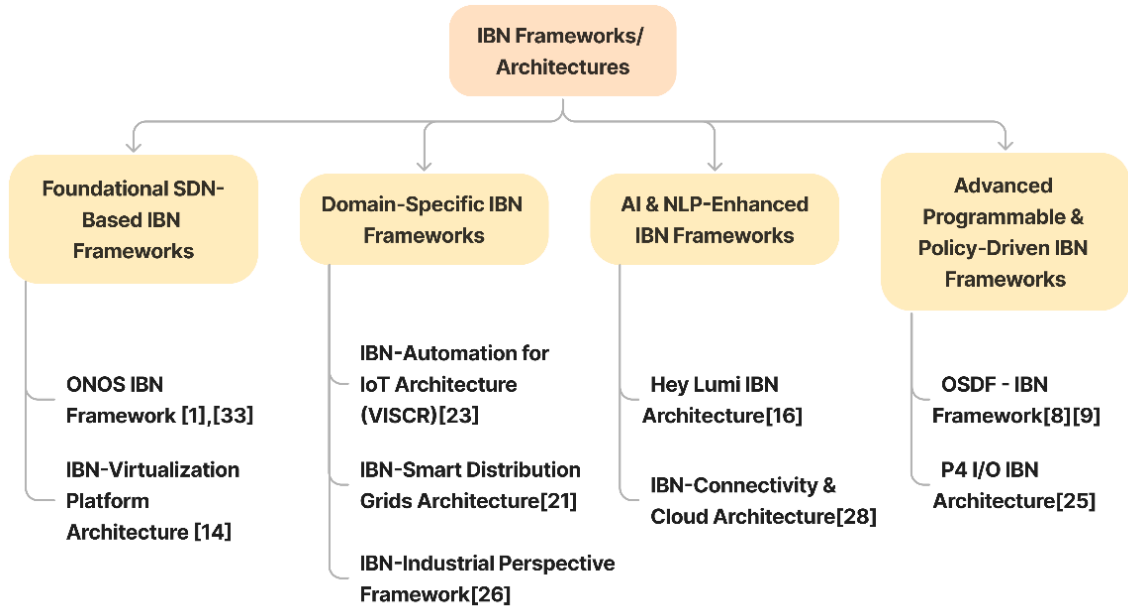 IBN Frameworks/
Architectures
Foundational SDN-
Based IBN
Frameworks
ONOS IBN
Framework [1],[33]
IBN-Virtualization
Platform
Architecture [14]
Domain-Specific IBN
Frameworks
IBN-Automation for
IoT Architecture
(VISCR)[23]
IBN-Smart Distribution
Grids Architecture[21]
IBN-Industrial Perspective
Framework[26]
AI & NLP-Enhanced
IBN Frameworks
Hey Lumi IBN
Architecture[16]
IBN-Connectivity &
Cloud Architecture[28]
Advanced
Programmable &
Policy-Driven IBN
Frameworks
OSDF - IBN
Framework[8][9]
P4 I/O IBN
Architecture[25]